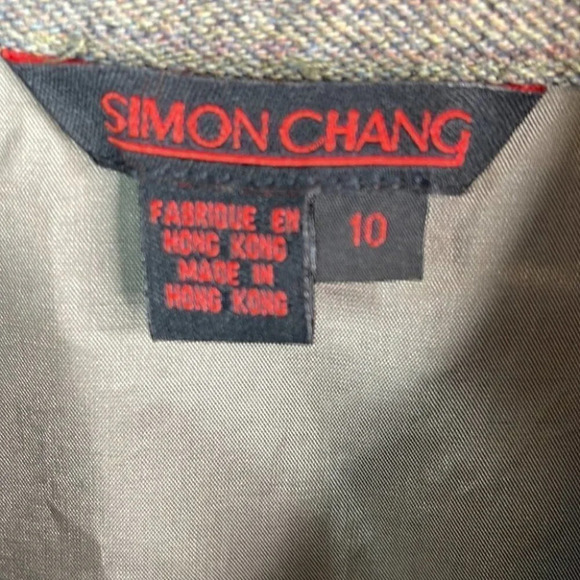 SIMON CHANG
FABRIQUE EN
HONG KONG
MADE IN
HONG KONG
10